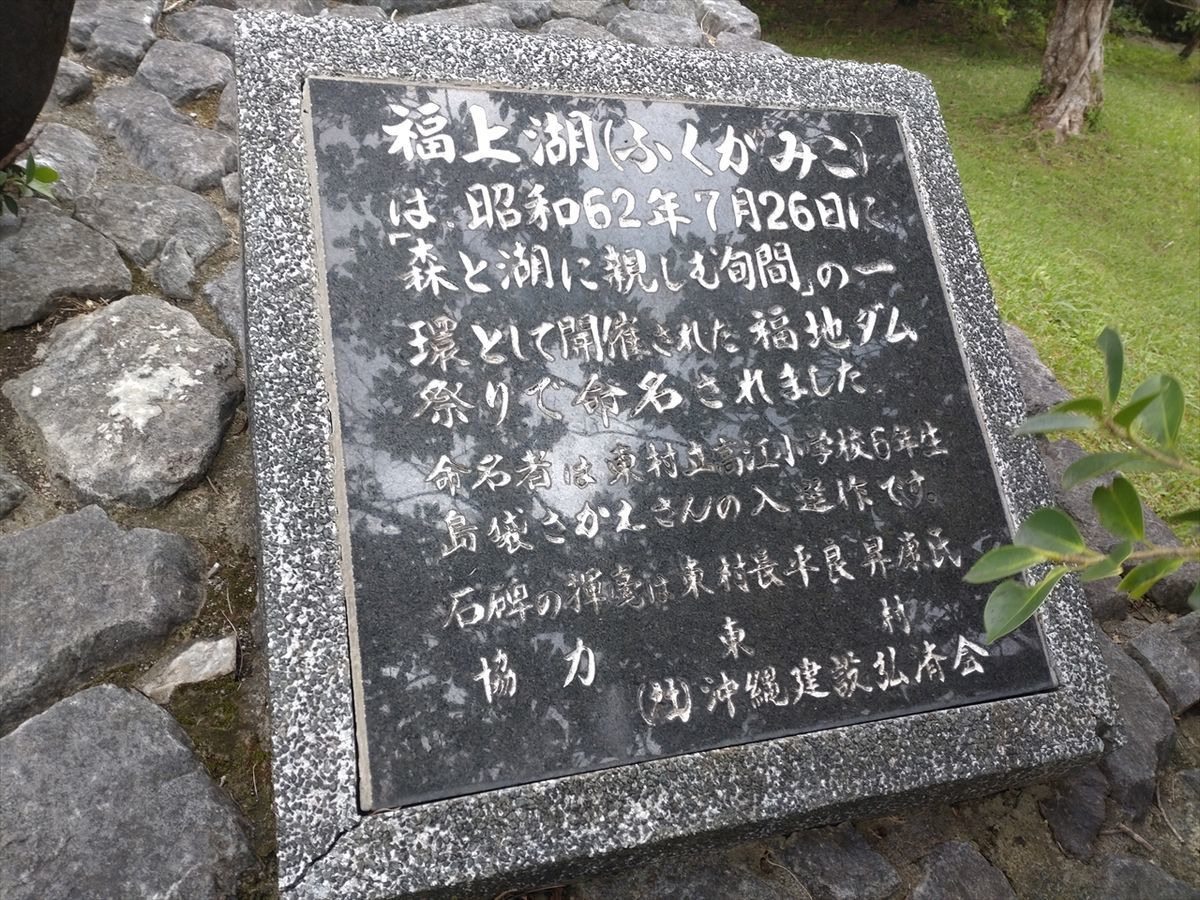 福上湖(ふくがみこ)
は、昭和62年7月26日に
「森と湖に親しむ旬間」の一
環として開催された福地ダム
祭りで命名されました。
命名者は東村立高江小学校6年生
島袋さかえさんの入選作です。
石碑の揮毫は東村長平良昇康氏
協力 東村
(社)沖縄建設弘済会